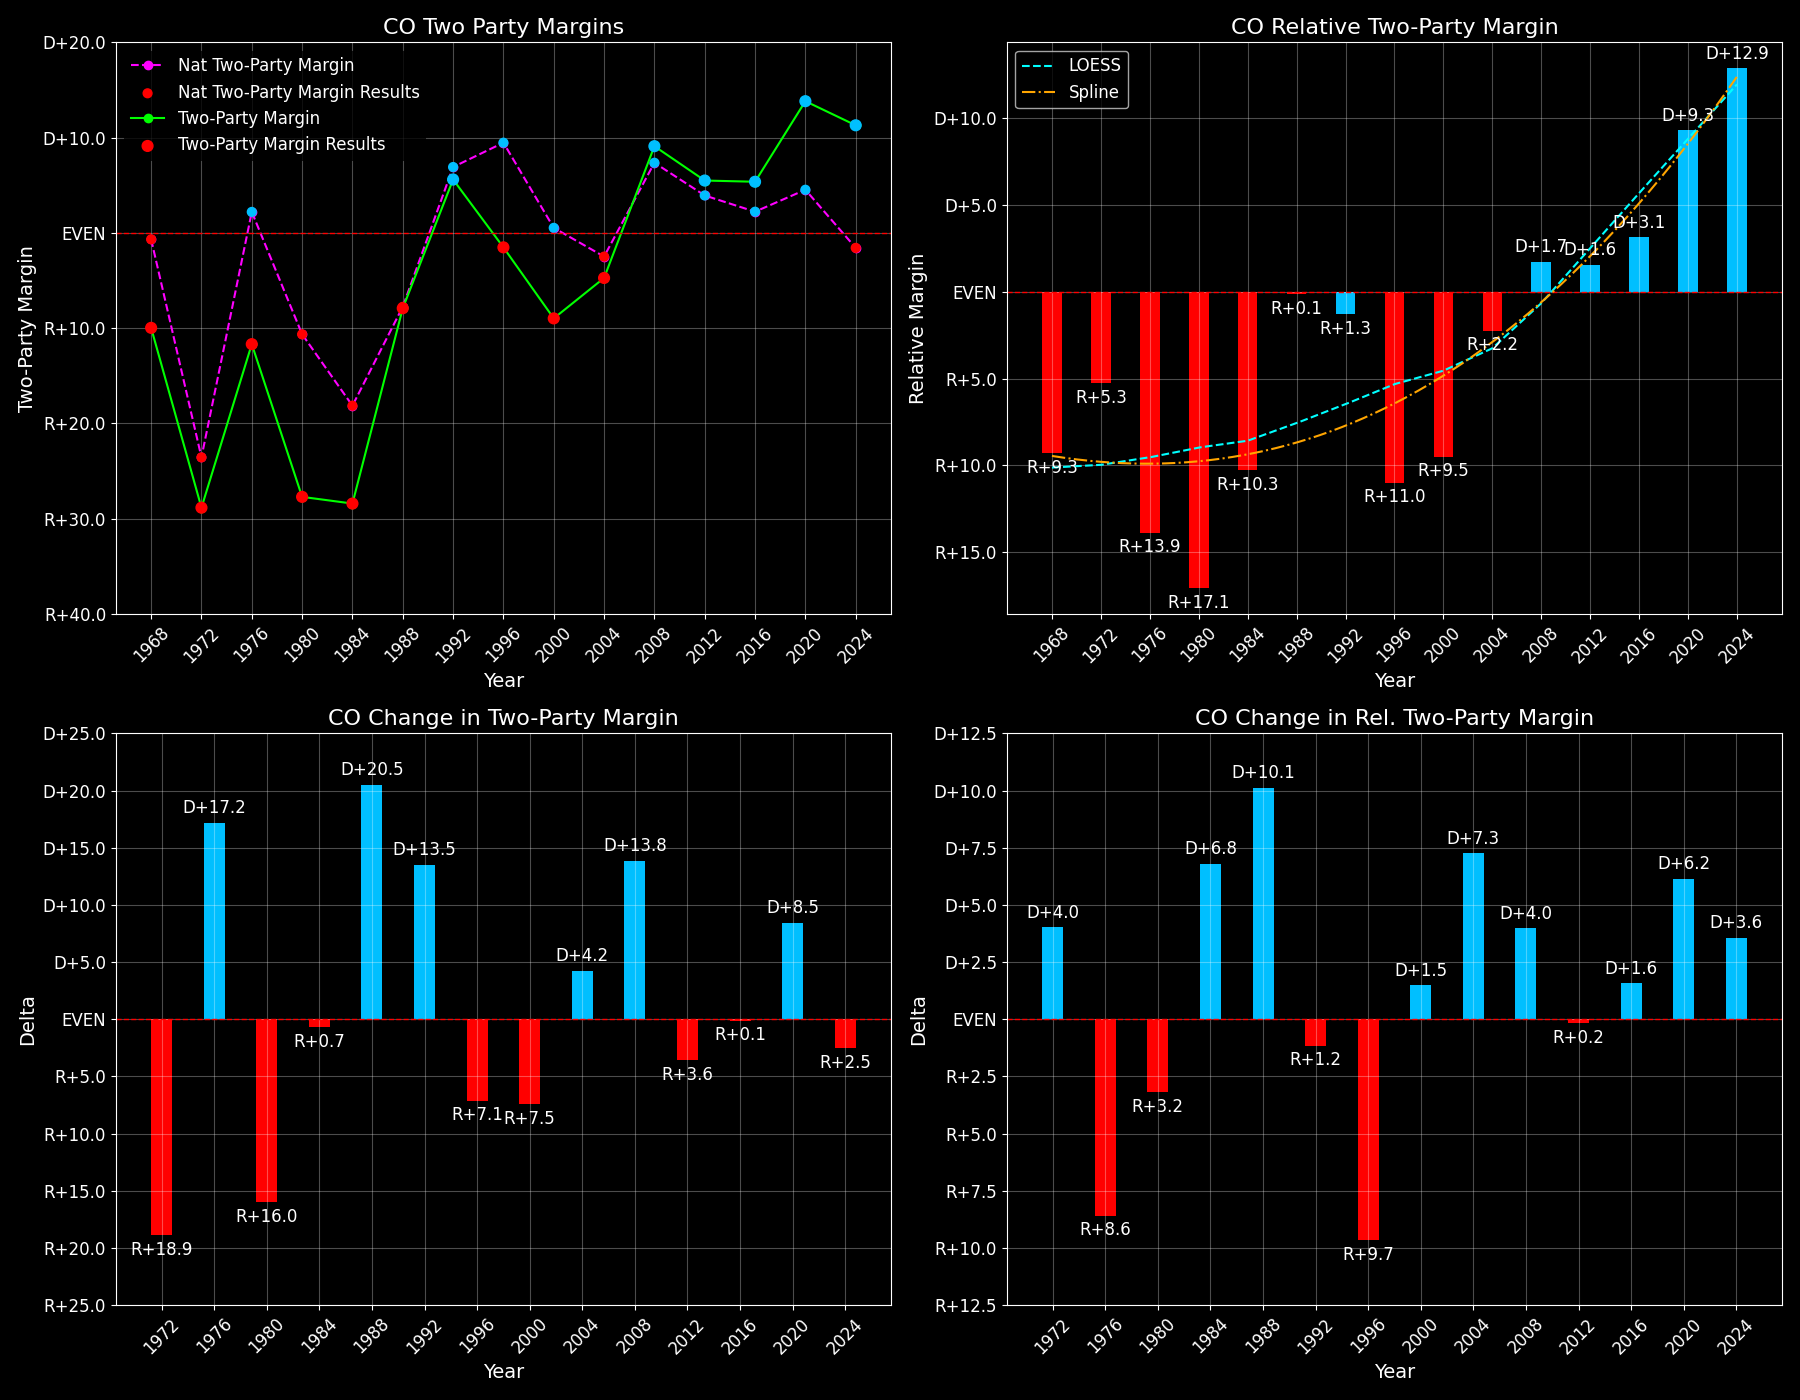 CO Two Party Margins
D+20.0
D+10.0
EVEN
R+10.0
R+20.0
R+30.0
R+40.0
Two-Party Margin
Nat Two-Party Margin
Nat Two-Party Margin Results
Two-Party Margin
Two-Party Margin Results
1968
1972
1976
1980
1984
1988
1992
1996
2000
2004
2008
2012
2016
2020
2024
Year
CO Relative Two-Party Margin
LOESS
Spline
D+10.0
D+5.0
EVEN
R+5.0
R+10.0
R+15.0
Relative Margin
R+9.3
R+5.3
R+13.9
R+17.1
R+10.3
R+0.1
R+1.3
R+11.0
R+9.5
R+2.2
D+1.7
D+1.6
D+3.1
D+9.3
D+12.9
1968
1972
1976
1980
1984
1988
1992
1996
2000
2004
2008
2012
2016
2020
2024
Year
CO Change in Two-Party Margin
D+25.0
D+20.0
D+15.0
D+10.0
D+5.0
EVEN
R+5.0
R+10.0
R+15.0
R+20.0
R+25.0
Delta
R+18.9
D+17.2
R+16.0
R+0.7
D+20.5
D+13.5
R+7.1
R+7.5
D+4.2
D+13.8
R+3.6
R+0.1
D+8.5
R+2.5
1972
1976
1980
1984
1988
1992
1996
2000
2004
2008
2012
2016
2020
2024
Year
CO Change in Rel. Two-Party Margin
D+12.5
D+10.0
D+7.5
D+5.0
D+2.5
EVEN
R+2.5
R+5.0
R+7.5
R+10.0
R+12.5
Delta
D+4.0
R+8.6
R+3.2
D+6.8
D+10.1
R+1.2
R+9.7
D+1.5
D+7.3
D+4.0
R+0.2
D+1.6
D+6.2
D+3.6
1972
1976
1980
1984
1988
1992
1996
2000
2004
2008
2012
2016
2020
2024
Year